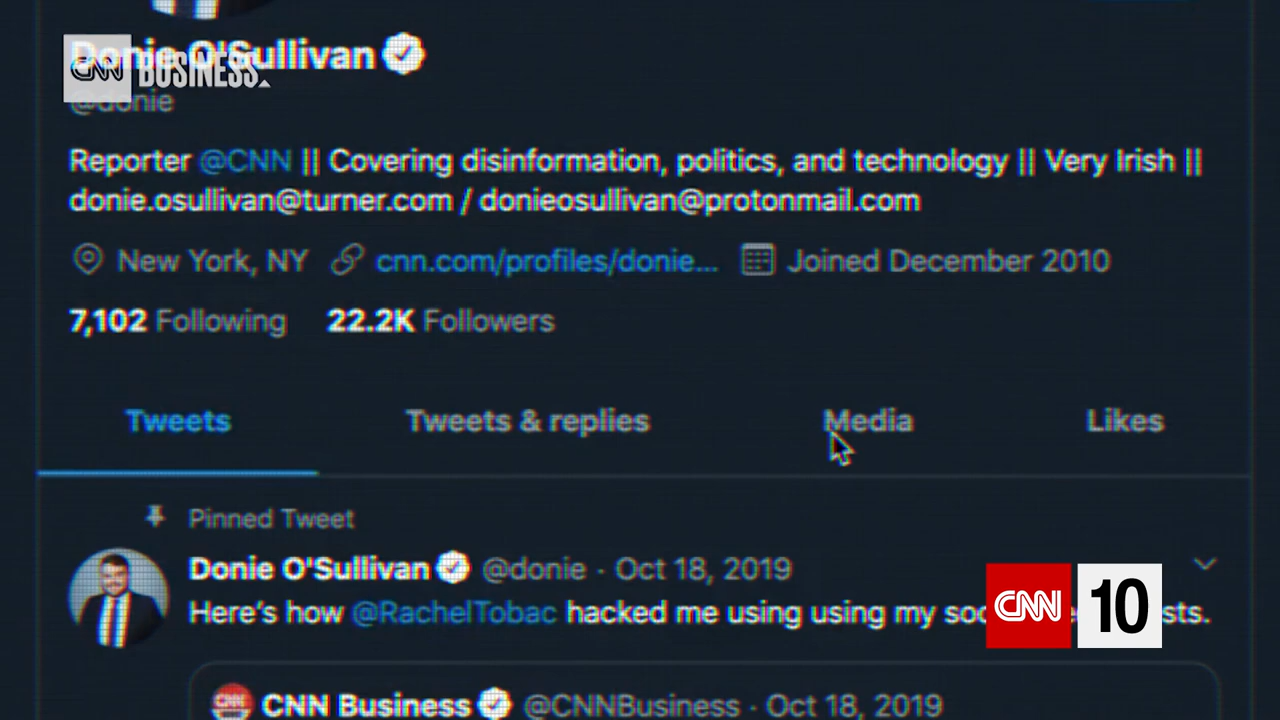 Donie O'Sullivan
CNN BUSINESS
@donie
Reporter @CNN || Covering disinformation, politics, and technology || Very Irish ||
donie.osullivan@turner.com / donieosullivan@protonmail.com
New York, NY cnn.com/profiles/donie... Joined December 2010
7,102 Following 22.2K Followers
Tweets Tweets & replies Media Likes
Pinned Tweet
Donie O'Sullivan @donie · Oct 18, 2019
Here's how @RachelTobac hacked me using using my sts.
CNN 10
CNN Business @CNNBusiness · Oct 18, 2019